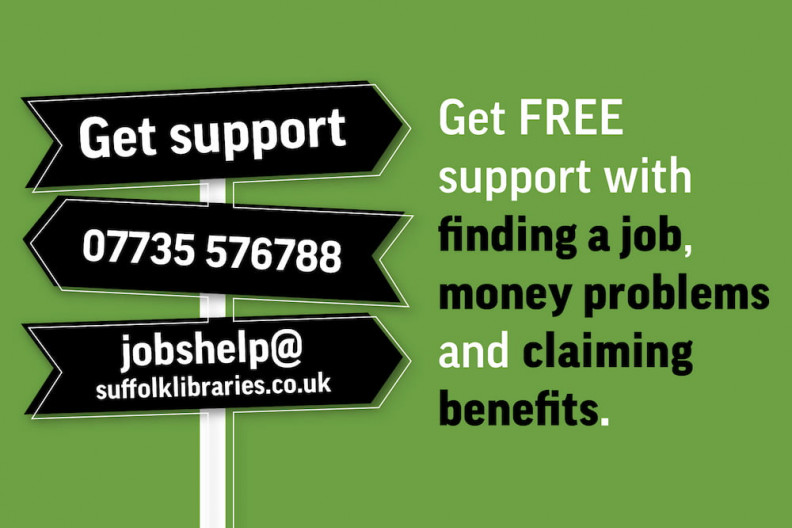 Get support
07735 576788
jobshelp@
suffolklibraries.co.uk
Get FREE
support with
finding a job,
money problems
and claiming
benefits.